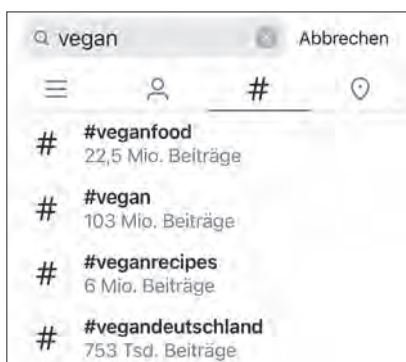 vegan Abbrechen
#
# #veganfood
22,5 Mio. Beiträge
# #vegan
103 Mio. Beiträge
# #veganrecipes
6 Mio. Beiträge
# #vegandeutschland
753 Tsd. Beiträge